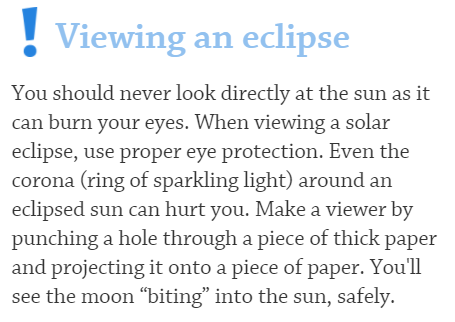 ! Viewing an eclipse
You should never look directly at the sun as it
can burn your eyes. When viewing a solar
eclipse, use proper eye protection. Even the
corona (ring of sparkling light) around an
eclipsed sun can hurt you. Make a viewer by
punching a hole through a piece of thick paper
and projecting it onto a piece of paper. You'll
see the moon “biting” into the sun, safely.